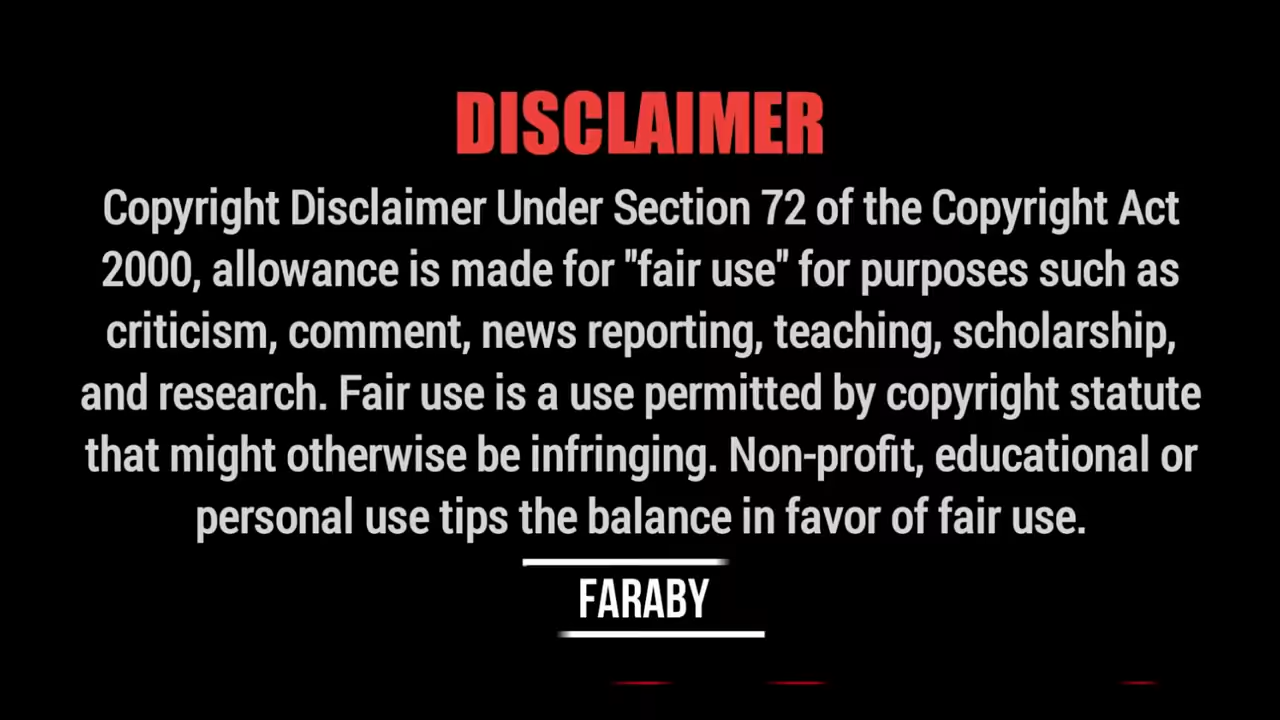 DISCLAIMER
Copyright Disclaimer Under Section 72 of the Copyright Act
2000, allowance is made for "fair use" for purposes such as
criticism, comment, news reporting, teaching, scholarship,
and research. Fair use is a use permitted by copyright statute
that might otherwise be infringing. Non-profit, educational or
personal use tips the balance in favor of fair use.
FARABY